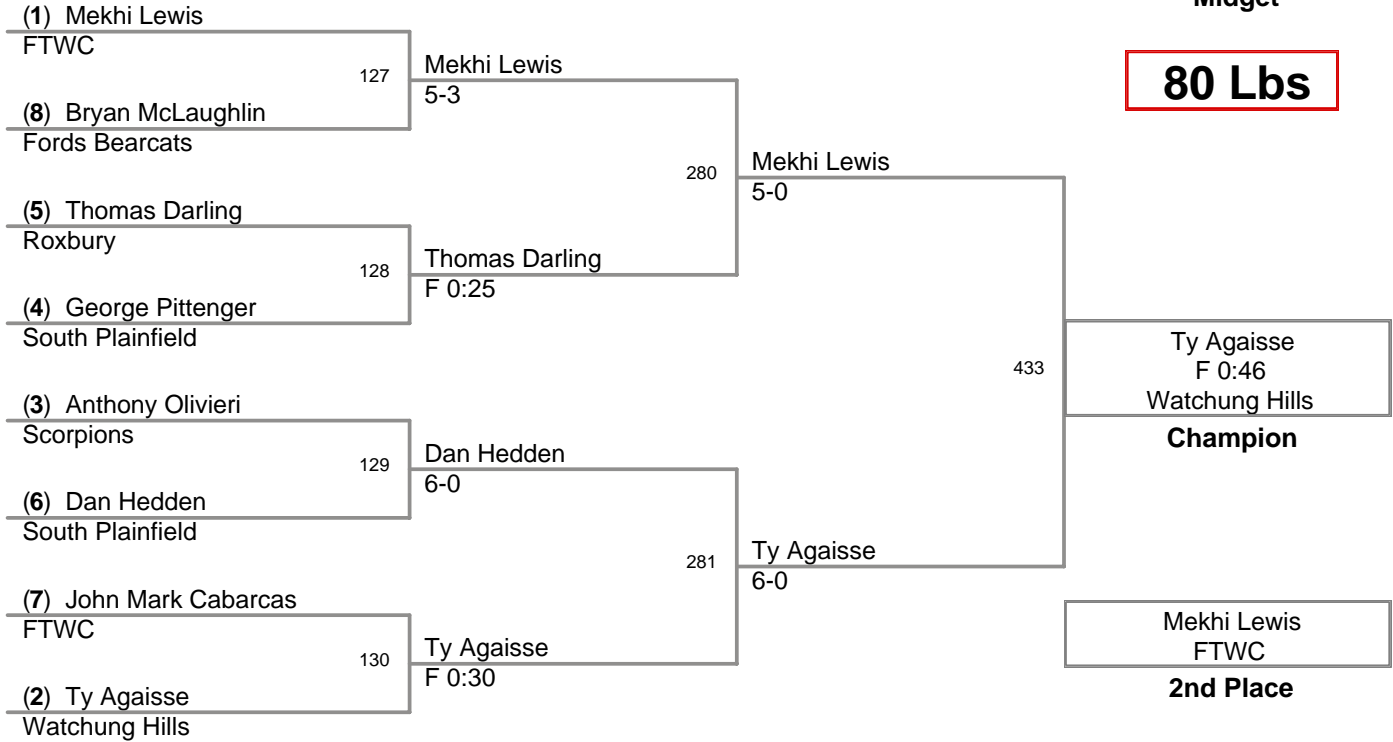 Midget
80 Lbs
(1) Mekhi Lewis
FTWC
127
(8) Bryan McLaughlin
Fords Bearcats
Mekhi Lewis
5-3
(5) Thomas Darling
Roxbury
128
(4) George Pittenger
South Plainfield
Thomas Darling
F 0:25
280
Mekhi Lewis
5-0
(3) Anthony Olivieri
Scorpions
129
(6) Dan Hedden
South Plainfield
Dan Hedden
6-0
(7) John Mark Cabarcas
FTWC
130
(2) Ty Agaisse
Watchung Hills
Ty Agaisse
F 0:30
281
Ty Agaisse
6-0
433
Ty Agaisse
F 0:46
Watchung Hills
Champion
Mekhi Lewis
FTWC
2nd Place